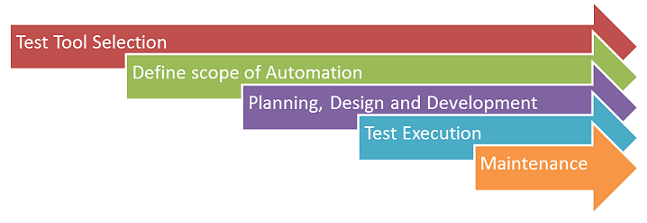 Test Tool Selection
Define scope of Automation
Planning, Design and Development
Test Execution
Maintenance